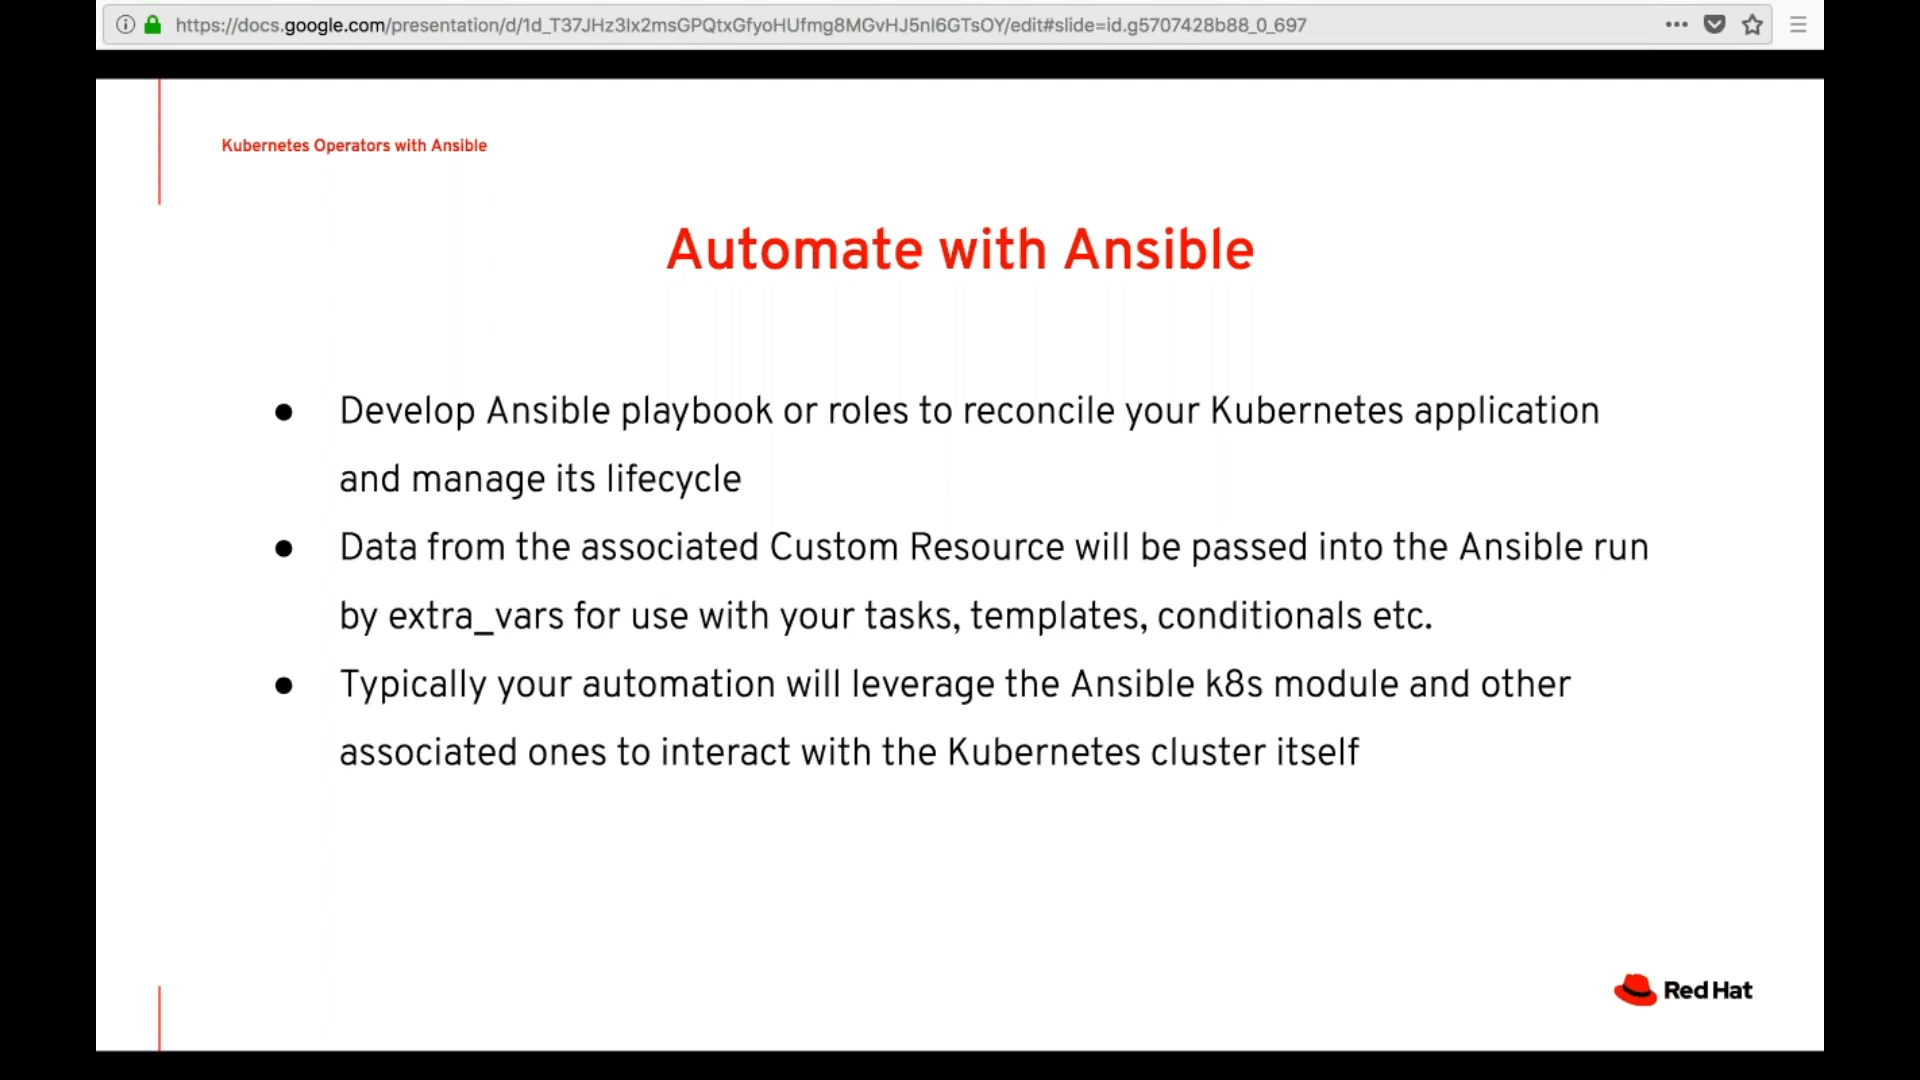 https://docs.google.com/presentation/d/1d_T37JHz3Ix2msGPQtxGfyoHUfmg8MGvHJ5nI6GTsOY/edit#slide=id.g5707428b88_0_697
Kubernetes Operators with Ansible
Automate with Ansible
● Develop Ansible playbook or roles to reconcile your Kubernetes application
and manage its lifecycle
● Data from the associated Custom Resource will be passed into the Ansible run
by extra_vars for use with your tasks, templates, conditionals etc.
● Typically your automation will leverage the Ansible k8s module and other
associated ones to interact with the Kubernetes cluster itself
Red Hat